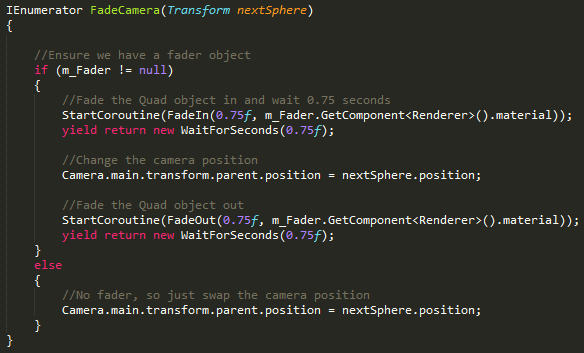 IEnumerator FadeCamera(Transform nextSphere)
{
//Ensure we have a fader object
if (m_Fader != null)
{
//Fade the Quad object in and wait 0.75 seconds
StartCoroutine(FadeIn(0.75f, m_Fader.GetComponent<Renderer>().material));
yield return new WaitForSeconds(0.75f);
//Change the camera position
Camera.main.transform.parent.position = nextSphere.position;
//Fade the Quad object out
StartCoroutine(FadeOut(0.75f, m_Fader.GetComponent<Renderer>().material));
yield return new WaitForSeconds(0.75f);
}
else
{
//No fader, so just swap the camera position
Camera.main.transform.parent.position = nextSphere.position;
}
}